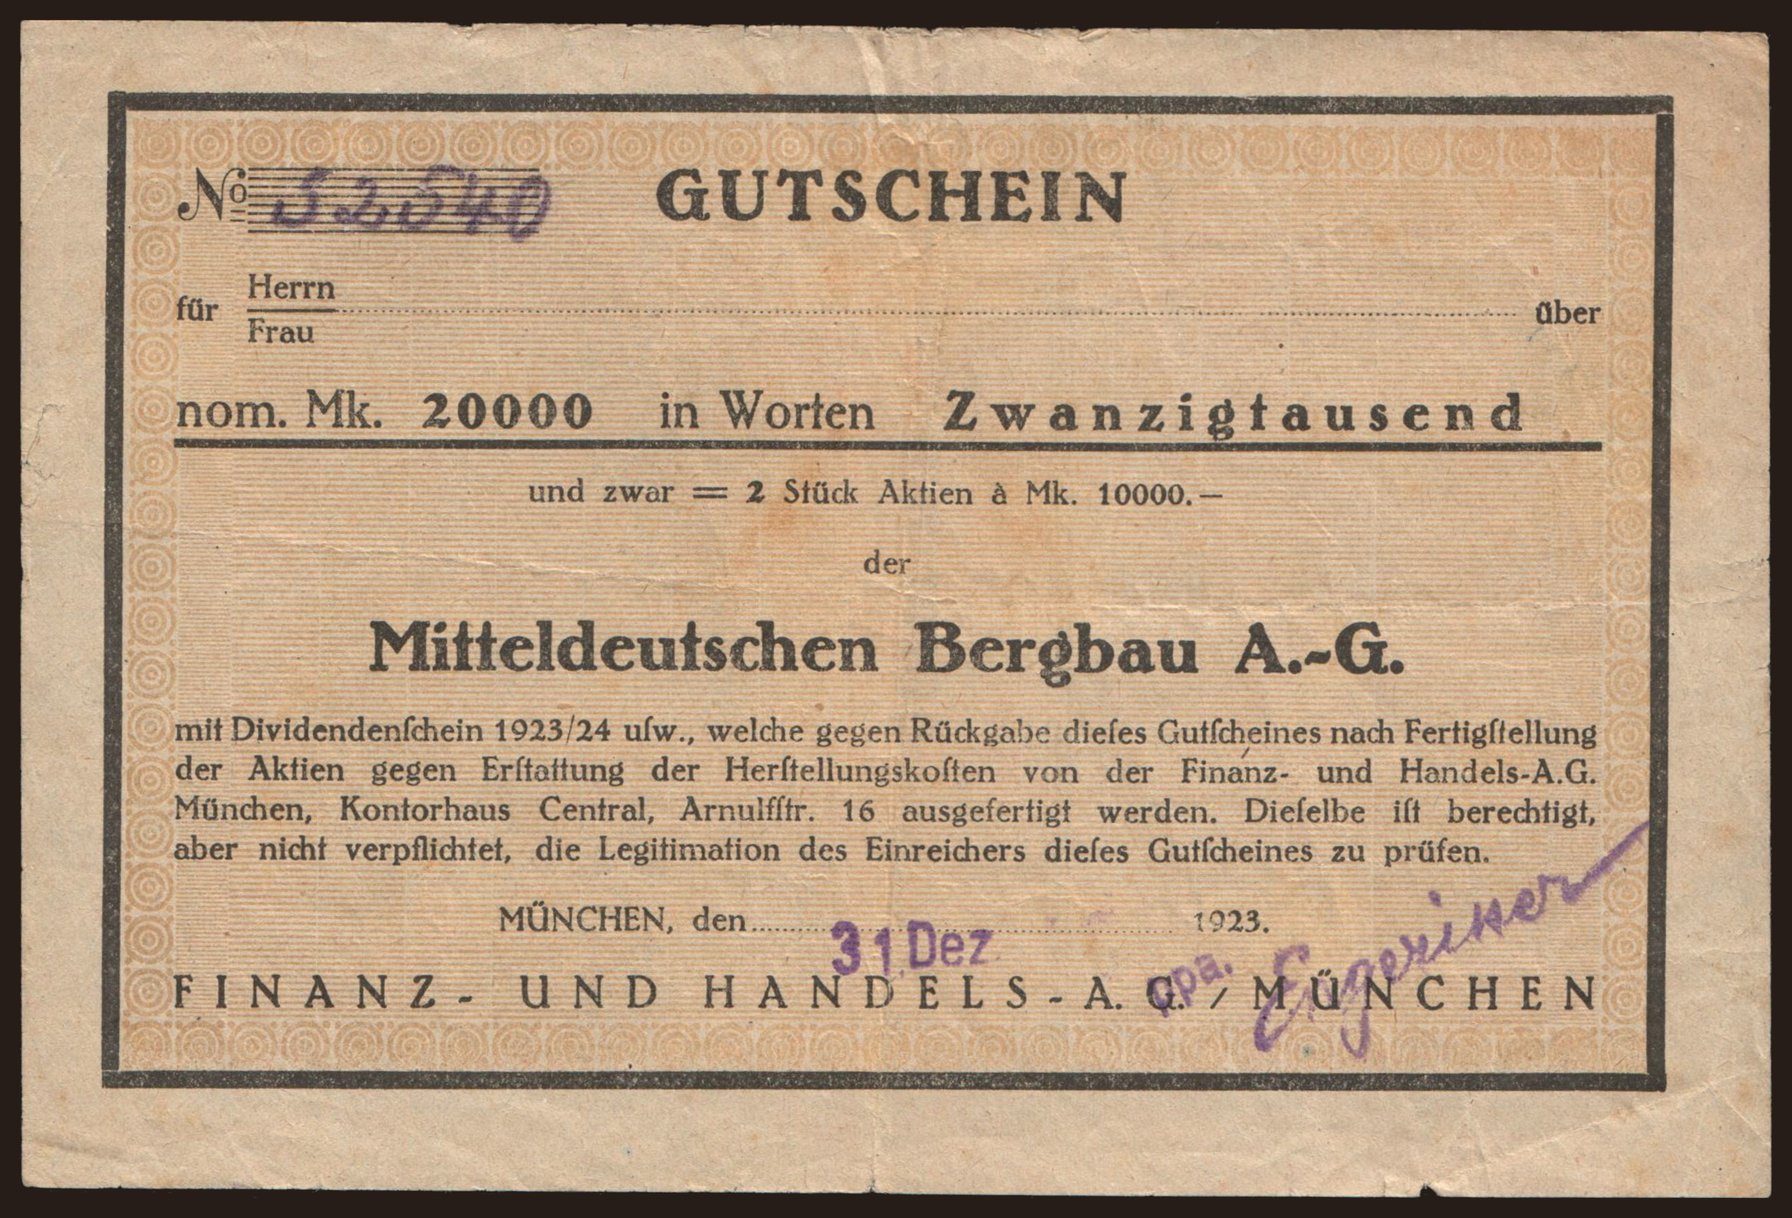 № 52540 GUTSCHEIN
für Herrn über
Frau
nom. Mk. 20000 in Worten Zwanzigtausend
und zwar = 2 Stück Aktien à Mk. 10000.—
der
Mitteldeutschen Bergbau A.-G.
mit Dividendenſchein 1923/24 uſw., welche gegen Rückgabe dieſes Gutſcheines nach Fertigſtellung
der Aktien gegen Erſtattung der Herſtellungskoſten von der Finanz- und Handels-A.G.
München, Kontorhaus Central, Arnulfſtr. 16 ausgefertigt werden. Dieſelbe iſt berechtigt,
aber nicht verpflichtet, die Legitimation des Einreichers dieſes Gutſcheines zu prüfen.
MÜNCHEN, den 31. Dez. 1923.
ppa.
FINANZ- UND HANDELS-A. G. / MÜNCHEN